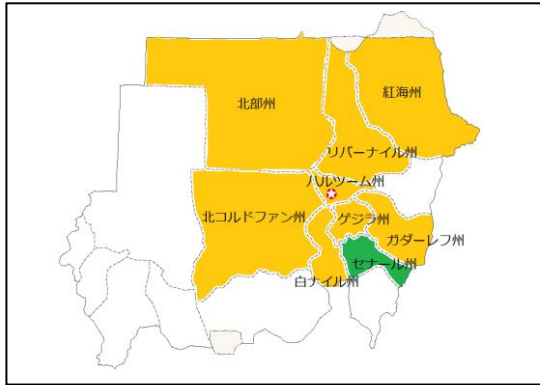 北部州
紅海州
リバーナイル州
ハルツーム州
北コルドファン州
ゲジラ州
ガダーレフ州
セナール州
白ナイル州